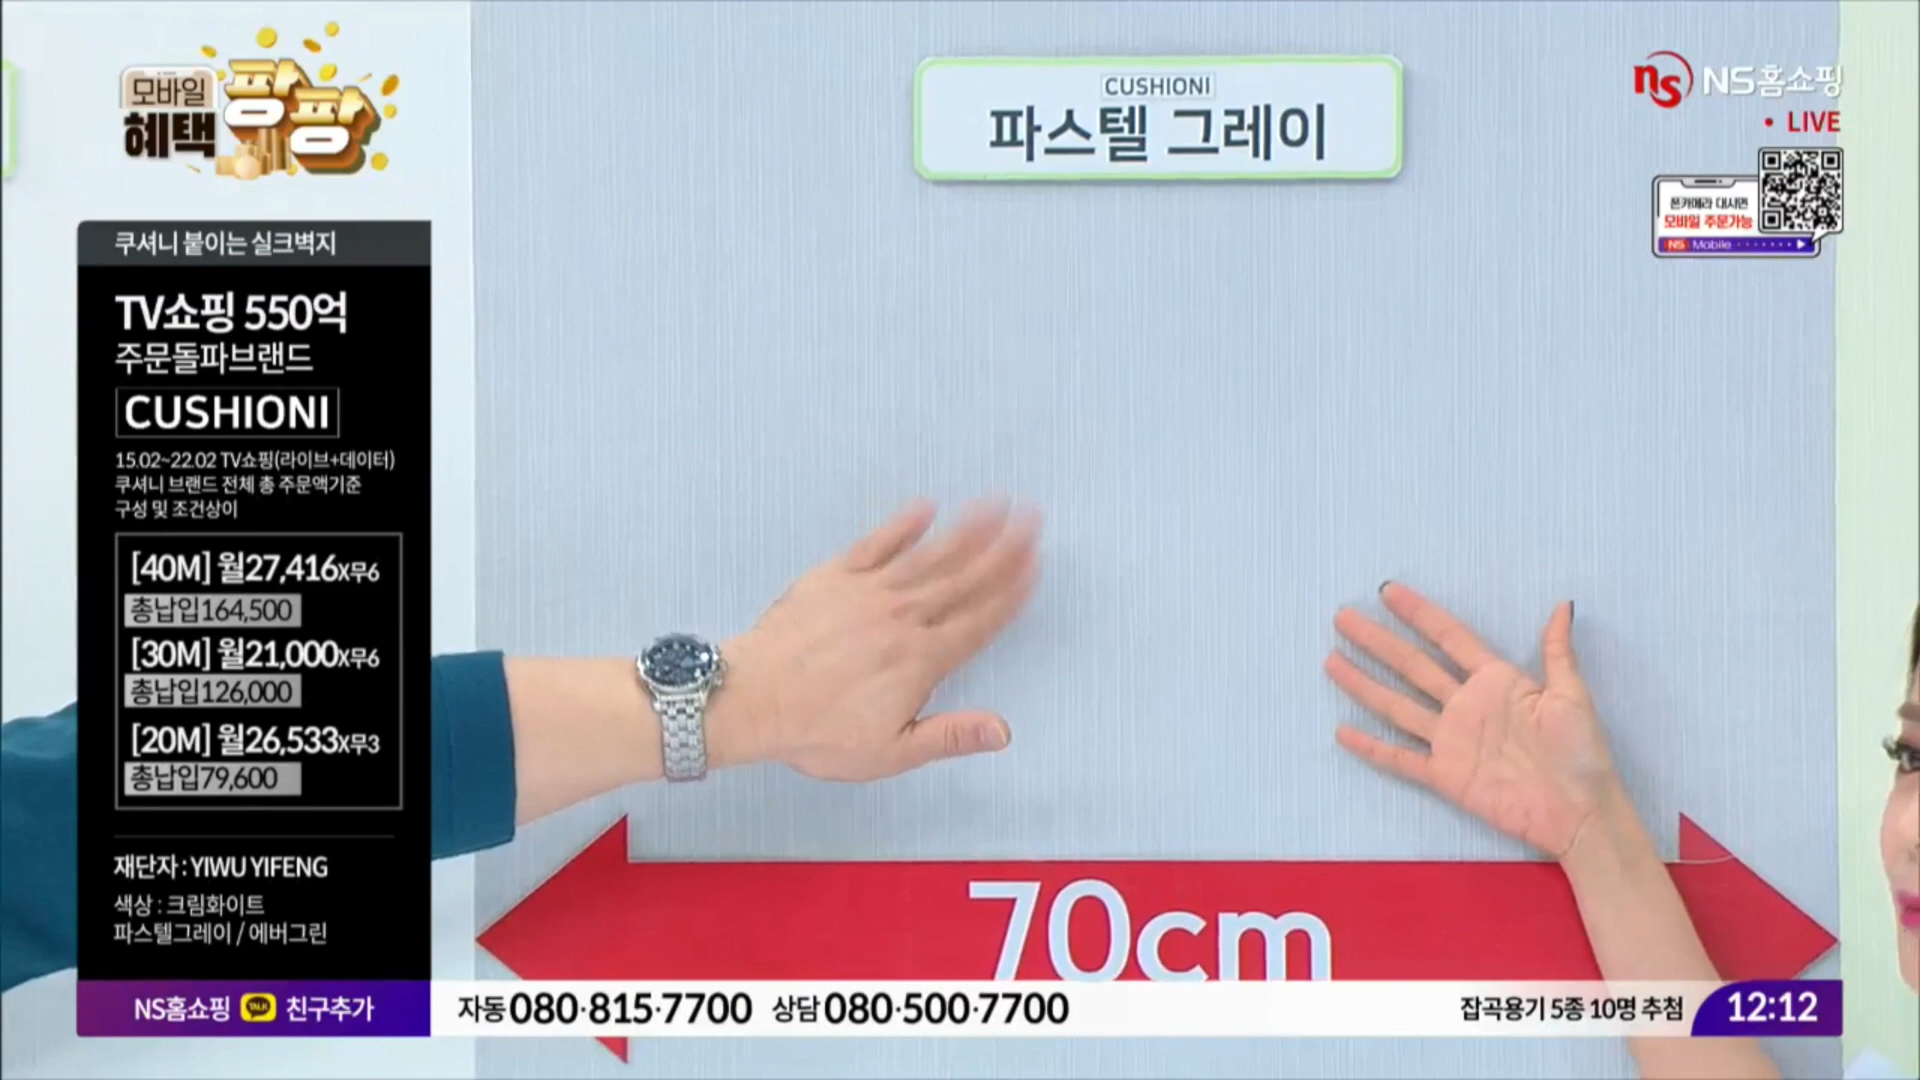 모바일
혜택
팡팡
쿠셔니 붙이는 실크벽지
TV쇼핑 550억
주문돌파브랜드
CUSHIONI
15.02~22.02 TV쇼핑(라이브+데이터)
쿠셔니 브랜드 전체 총 주문액기준
구성 및 조건상이
[40M] 월27,416X무6
총납입164,500
[30M] 월21,000X무6
총납입126,000
[20M] 월26,533X무3
총납입79,600
재단자 : YIWU YIFENG
색상 : 크림화이트
파스텔그레이 / 에버그린
CUSHIONI
파스텔 그레이
ns NS홈쇼핑
• LIVE
폰카메라 대시면
모바일 주문가능
NS Mobile
70cm
NS홈쇼핑 TALK 친구추가
자동 080·815·7700 상담 080·500·7700
잡곡용기 5종 10명 추첨
12:12